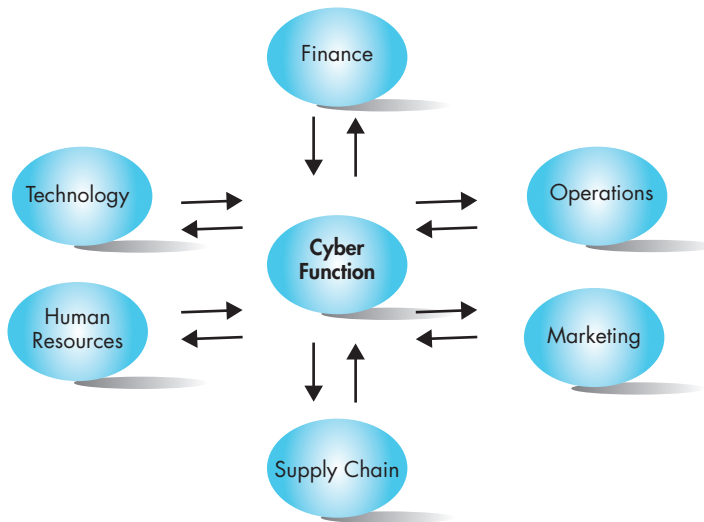 Finance
Technology
Operations
Cyber
Function
Human
Resources
Marketing
Supply Chain